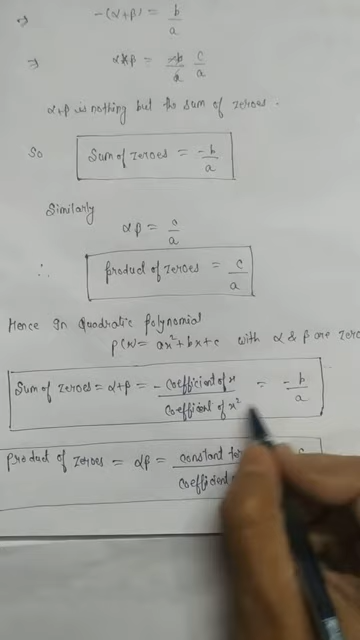 ⇒ -(α+β) = b/a
⇒ α*β = c/a
α+β is nothing but the sum of zeroes.
So Sum of zeroes = -b/a
Similarly
αβ = c/a
∴ product of zeroes = c/a
Hence In Quadratic polynomial
P(x) = ax²+bx+c with α & β are zero
Sum of zeroes = α+β = - coefficient of x / coefficient of x² = -b/a
product of zeroes = αβ = constant / coefficient